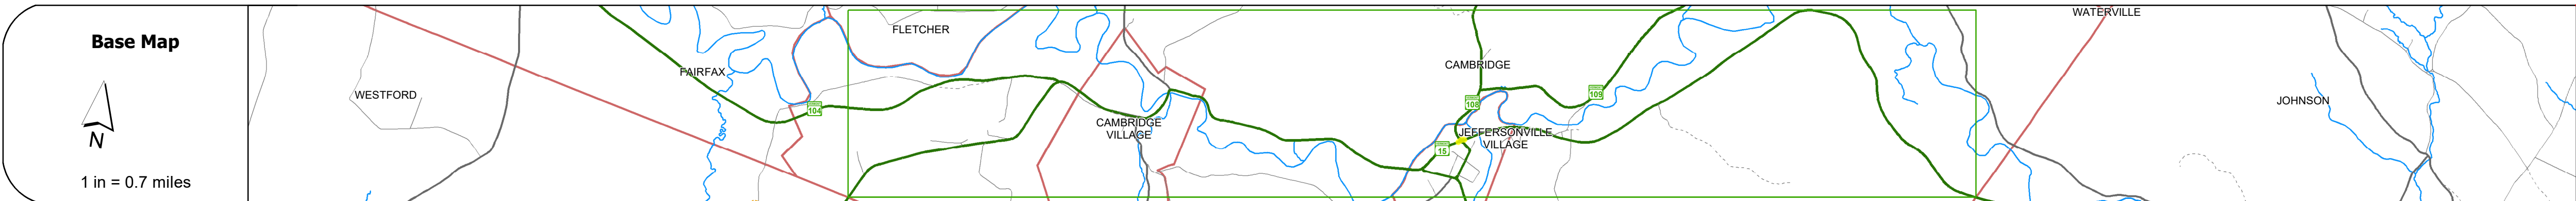 Base Map
N
1 in = 0.7 miles
WESTFORD
FAIRFAX
104
FLETCHER
CAMBRIDGE
VILLAGE
CAMBRIDGE
108
109
15
JEFFERSONVILLE
VILLAGE
WATERVILLE
JOHNSON